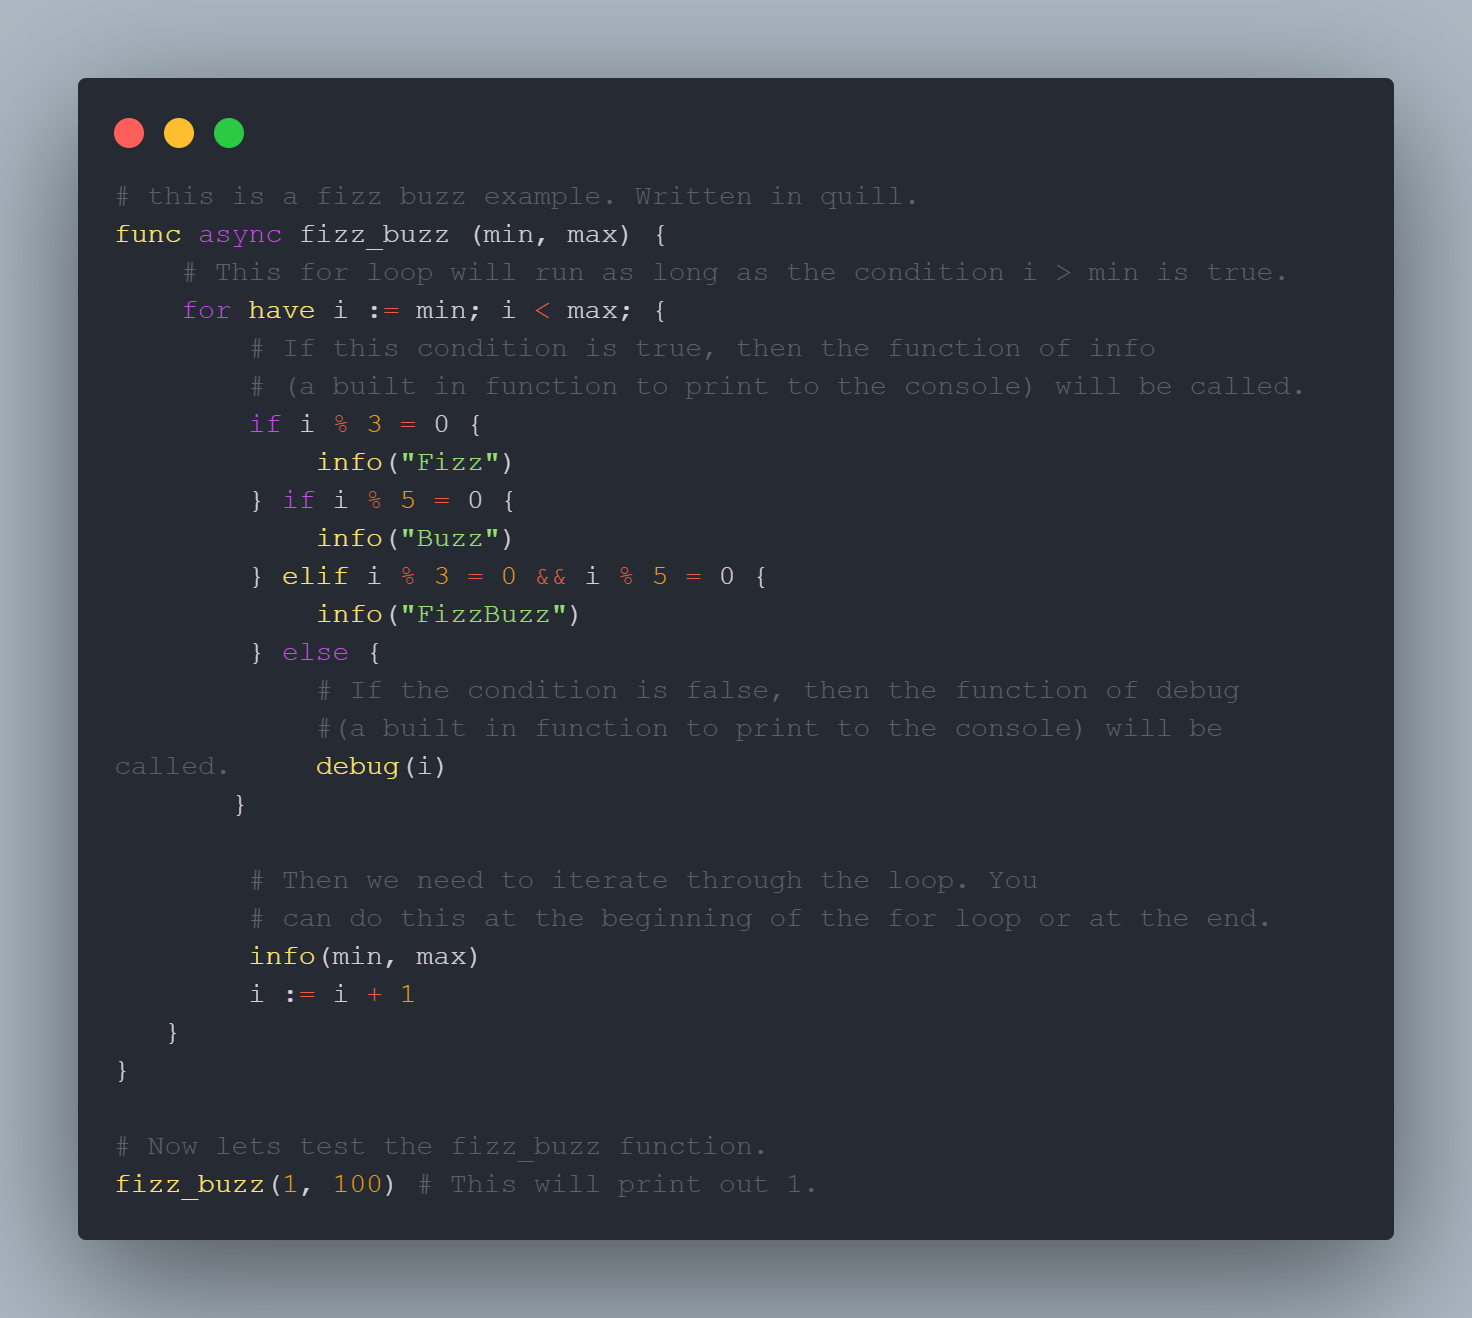 # this is a fizz buzz example. Written in quill.
func async fizz_buzz (min, max) {
    # This for loop will run as long as the condition i > min is true.
    for have i := min; i < max; {
        # If this condition is true, then the function of info
        # (a built in function to print to the console) will be called.
        if i % 3 = 0 {
            info("Fizz")
        } if i % 5 = 0 {
            info("Buzz")
        } elif i % 3 = 0 && i % 5 = 0 {
            info("FizzBuzz")
        } else {
            # If the condition is false, then the function of debug
            #(a built in function to print to the console) will be
called.     debug(i)
       }
        # Then we need to iterate through the loop. You
        # can do this at the beginning of the for loop or at the end.
        info(min, max)
        i := i + 1
   }
}
# Now lets test the fizz_buzz function.
fizz_buzz(1, 100) # This will print out 1.